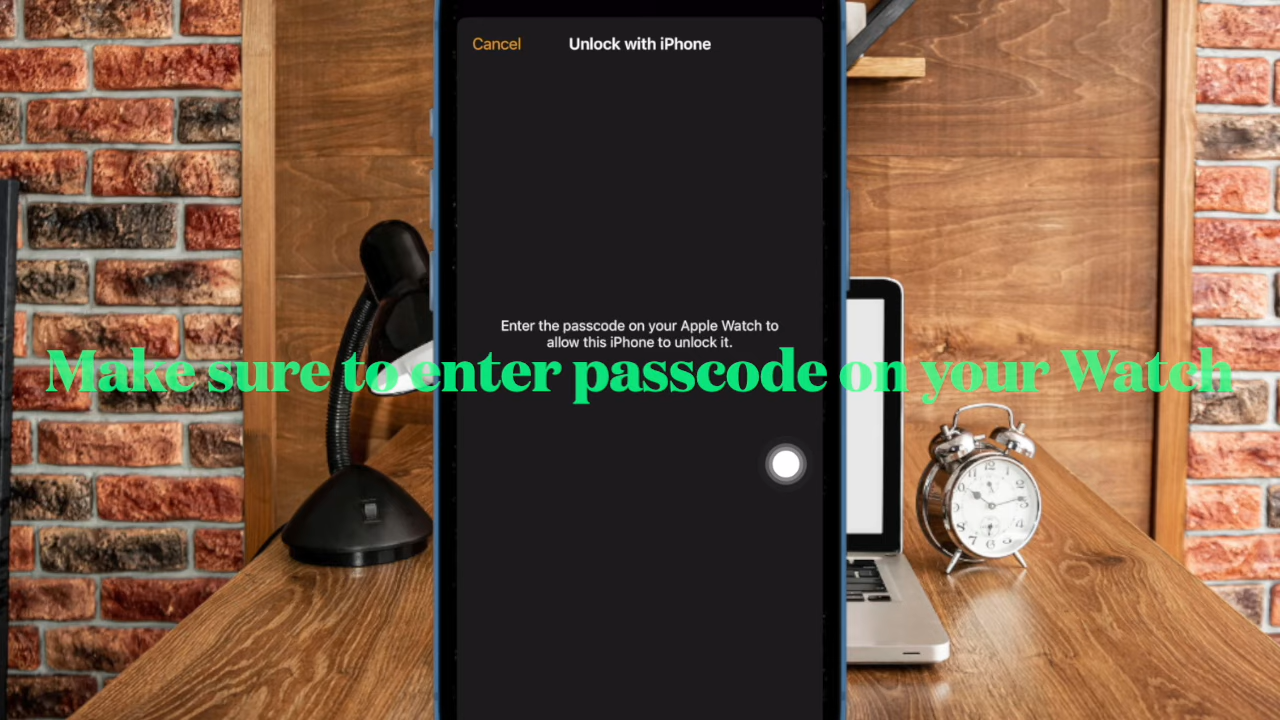 Cancel
Unlock with iPhone
Enter the passcode on your Apple Watch to
allow this iPhone to unlock it.
Make sure to enter passcode on your Watch